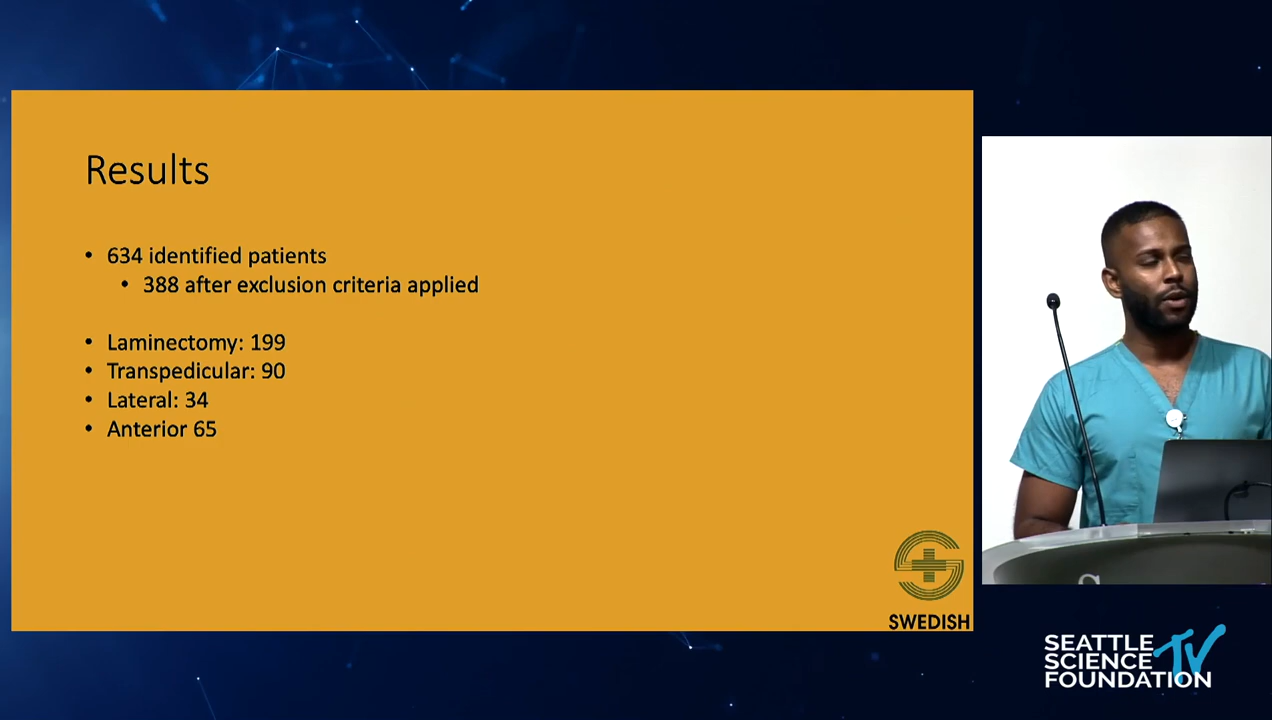 Results
• 634 identified patients
• 388 after exclusion criteria applied
• Laminectomy: 199
• Transpedicular: 90
• Lateral: 34
• Anterior 65
SWEDISH
S
SEATTLE
SCIENCE
FOUNDATION
TV